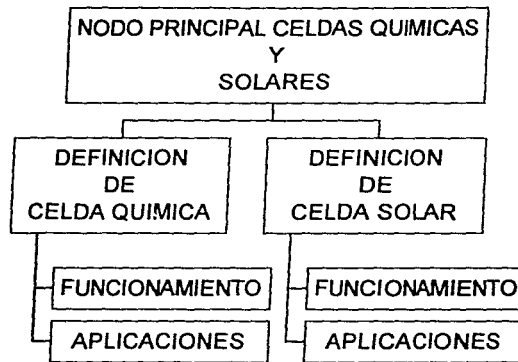 NODO PRINCIPAL CELDAS QUIMICAS
Y
SOLARES
DEFINICION
DE
CELDA QUIMICA
FUNCIONAMIENTO
APLICACIONES
DEFINICION
DE
CELDA SOLAR
FUNCIONAMIENTO
APLICACIONES